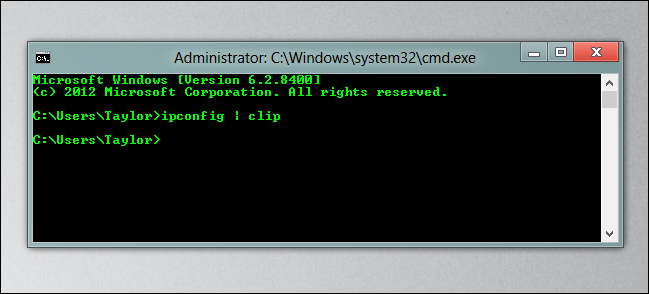 Administrator: C:\Windows\system32\cmd.exe
Microsoft Windows [Version 6.2.8400]
(c) 2012 Microsoft Corporation. All rights reserved.
C:\Users\Taylor>ipconfig | clip
C:\Users\Taylor>